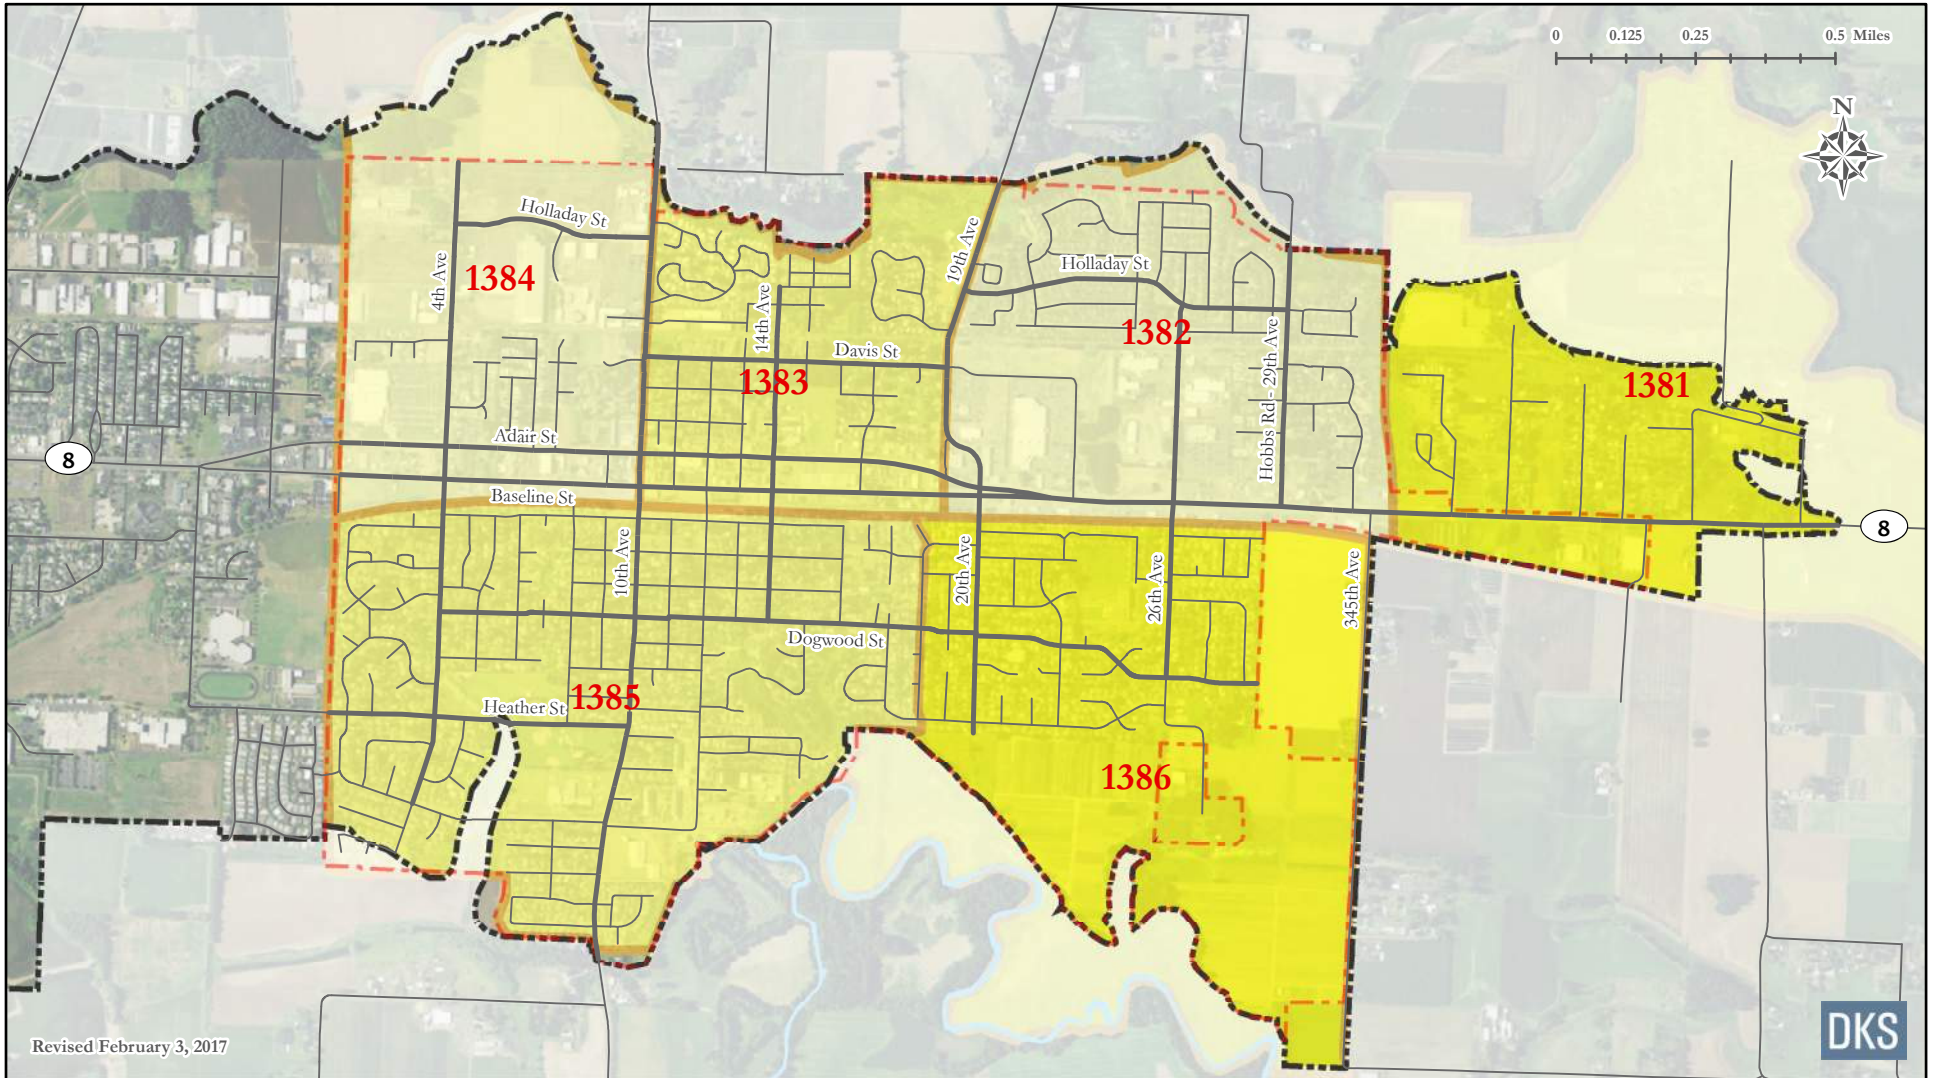 0 0.125 0.25 0.5 Miles
N
Holladay St
19th Ave
4th Ave
1384
Holladay St
14th Ave
1382
Davis St
Hobbs Rd - 29th Ave
1383
1381
Adair St
8
Baseline St
8
10th Ave
20th Ave
26th Ave
345th Ave
Dogwood St
1385
Heather St
1386
Revised February 3, 2017
DKS